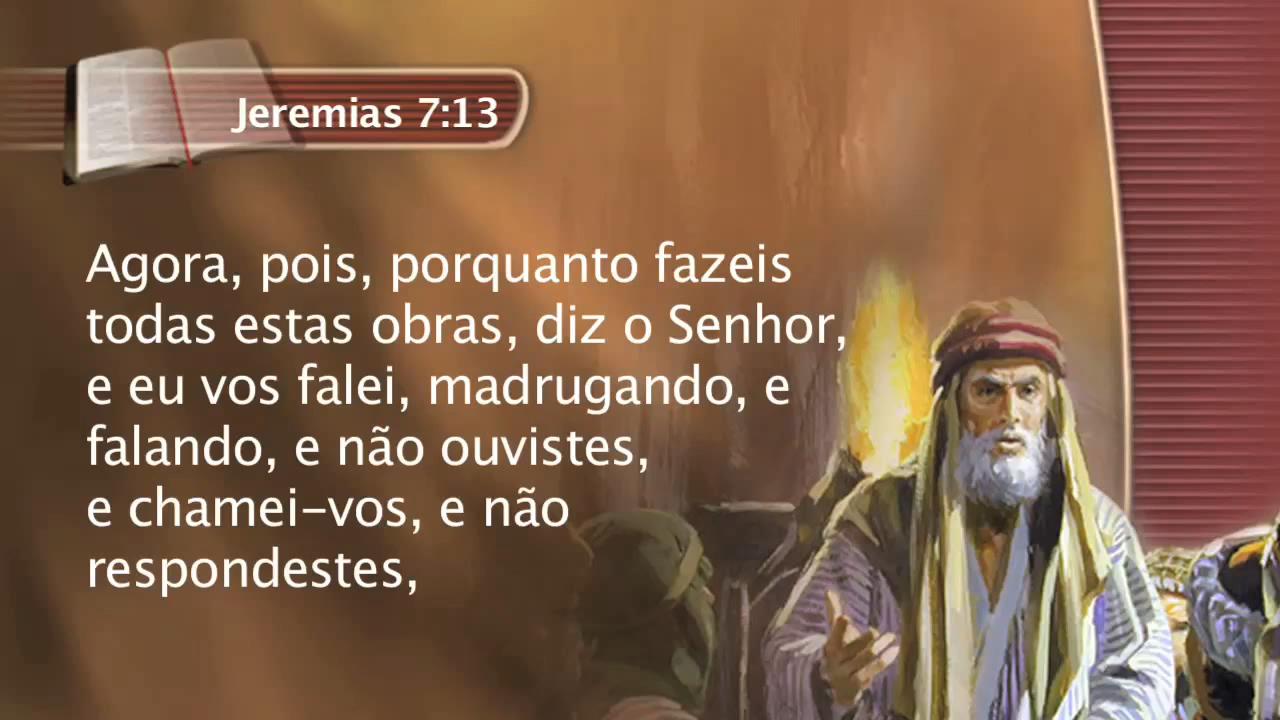 Jeremias 7:13
Agora, pois, porquanto fazeis
todas estas obras, diz o Senhor,
e eu vos falei, madrugando, e
falando, e não ouvistes,
e chamei-vos, e não
respondestes,